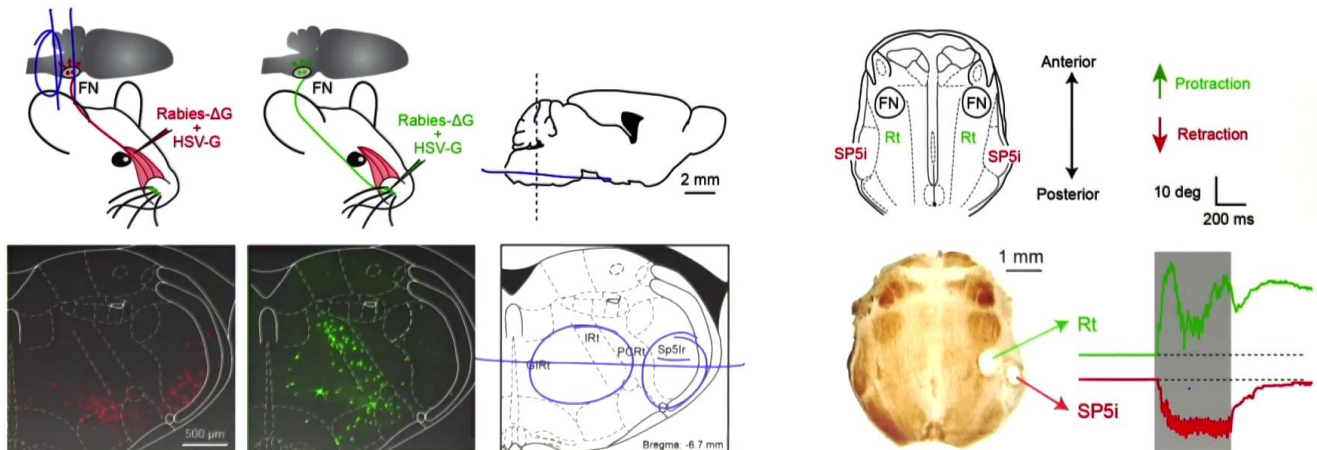 FN
Rabies-ΔG
+
HSV-G
FN
Rabies-ΔG
+
HSV-G
2 mm
FN
FN
Rt
Rt
SP5i
SP5i
Anterior
Posterior
Protraction
Retraction
10 deg
200 ms
500 µm
IRt
GiRt
PCRt
Sp5Ir
Bregma: -6.7 mm
1 mm
Rt
SP5i